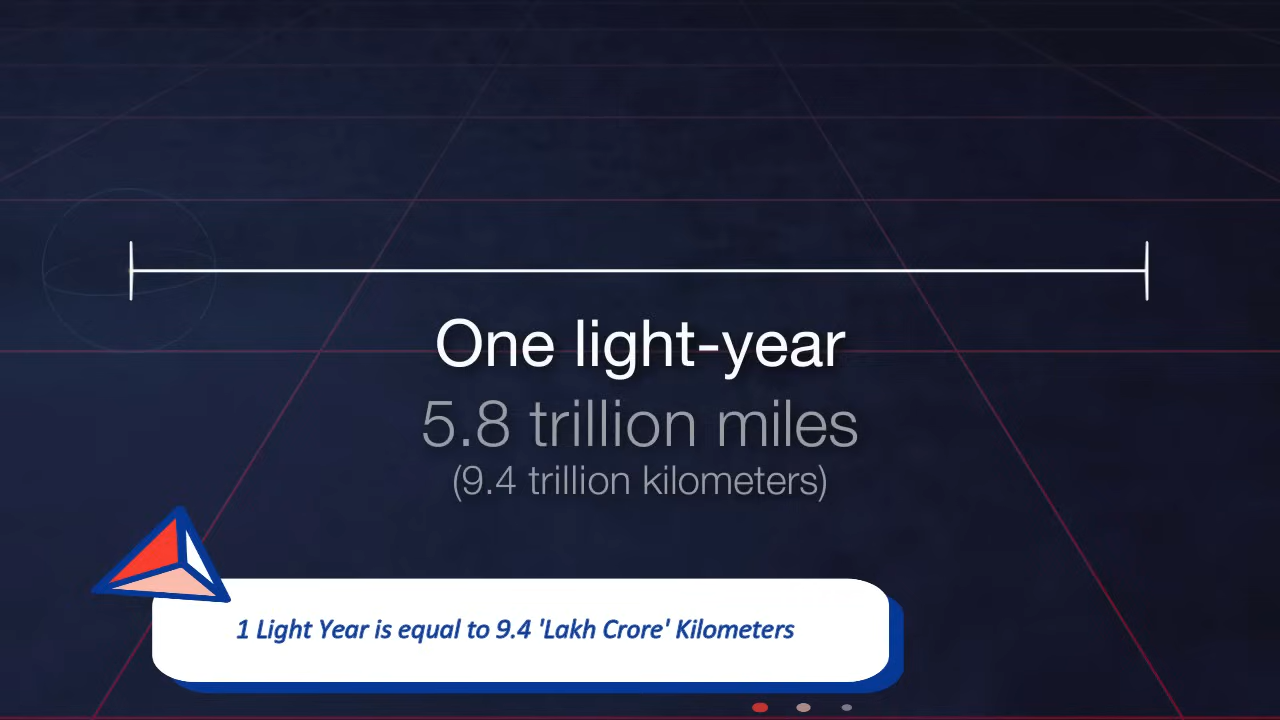 One light-year
5.8 trillion miles
(9.4 trillion kilometers)
1 Light Year is equal to 9.4 'Lakh Crore' Kilometers